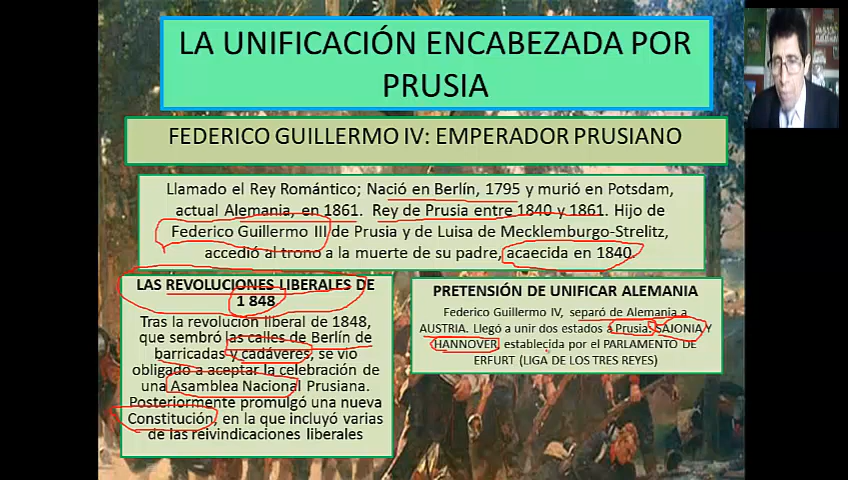 LA UNIFICACIÓN ENCABEZADA POR
PRUSIA
FEDERICO GUILLERMO IV: EMPERADOR PRUSIANO
Llamado el Rey Romántico; Nació en Berlín, 1795 y murió en Potsdam,
actual Alemania, en 1861. Rey de Prusia entre 1840 y 1861. Hijo de
Federico Guillermo III de Prusia y de Luisa de Mecklemburgo-Strelitz,
accedió al trono a la muerte de su padre, acaecida en 1840.
LAS REVOLUCIONES LIBERALES DE
1 848
Tras la revolución liberal de 1848,
que sembró las calles de Berlín de
barricadas y cadáveres, se vio
obligado a aceptar la celebración de
una Asamblea Nacional Prusiana.
Posteriormente promulgó una nueva
Constitución, en la que incluyó varias
de las reivindicaciones liberales
PRETENSIÓN DE UNIFICAR ALEMANIA
Federico Guillermo IV, separó de Alemania a
AUSTRIA. Llegó a unir dos estados a Prusia: SAJONIA Y
HANNOVER, establecida por el PARLAMENTO DE
ERFURT (LIGA DE LOS TRES REYES)